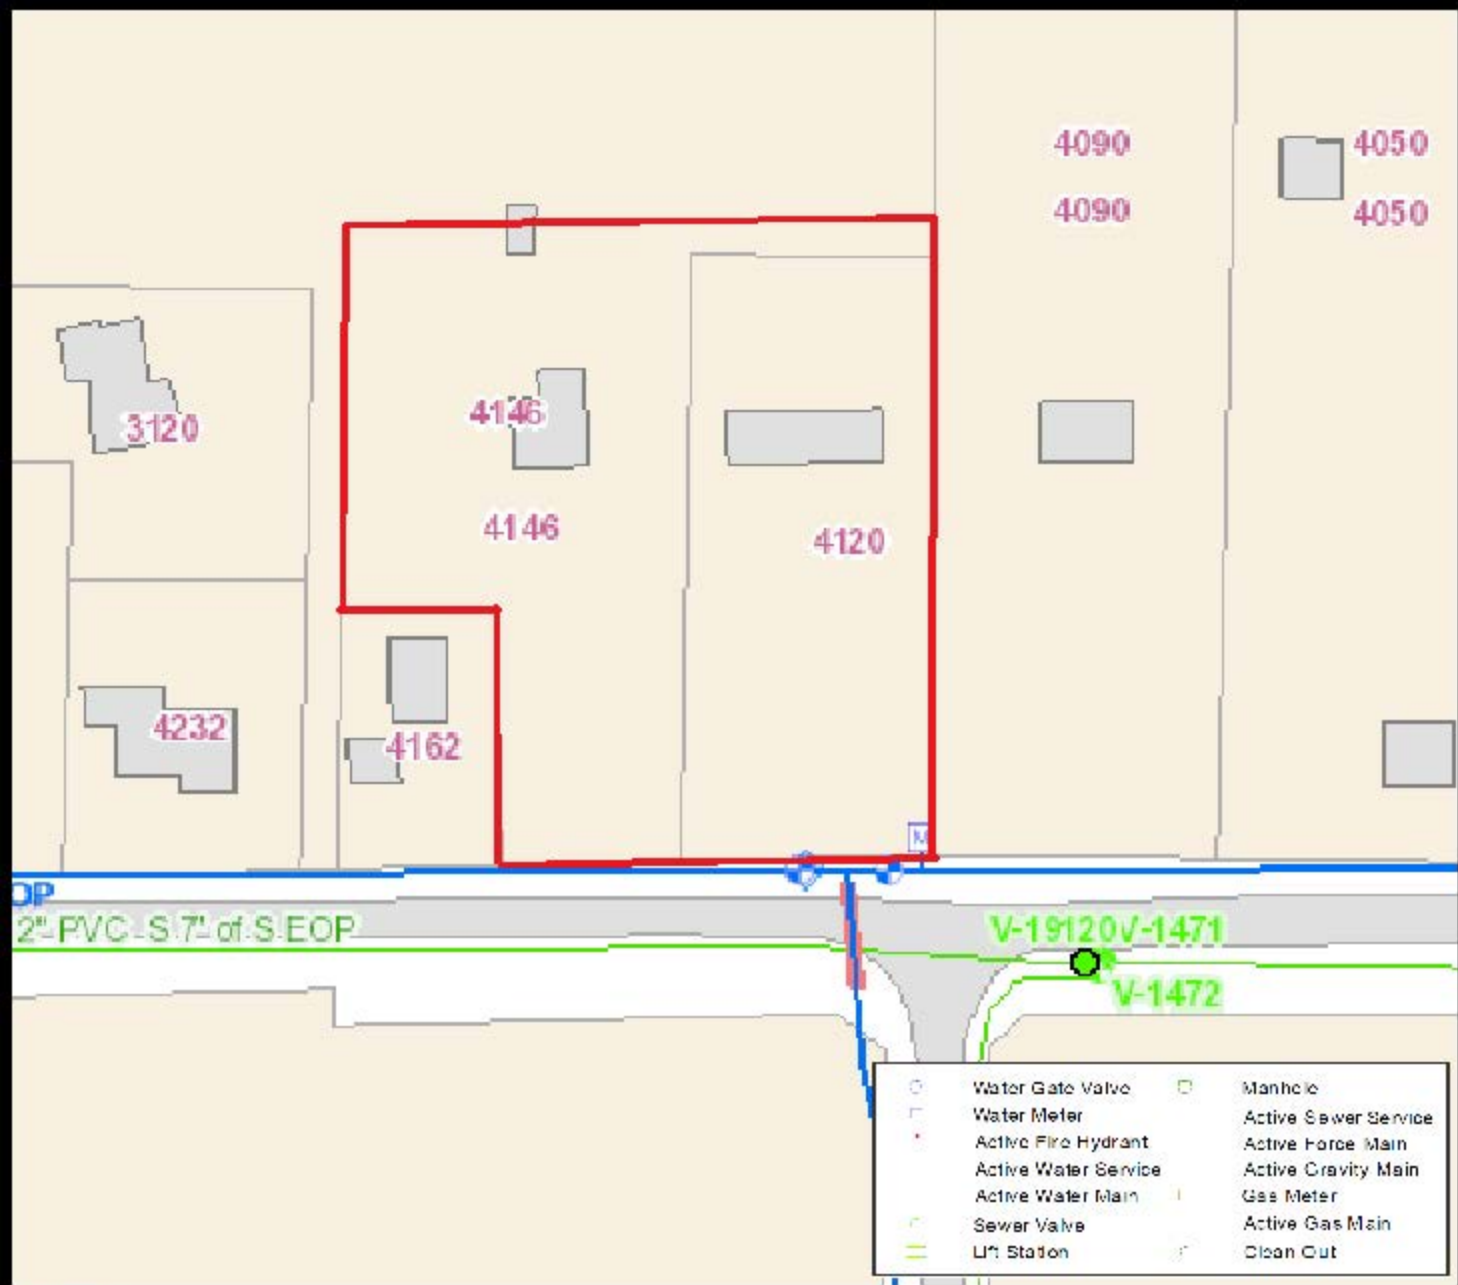 4090
4050
4090
4050
4146
3120
4146
4120
4232
4162
M
OP
2" PVC S 7' of S EOP
V-19120V-1471
V-1472
Water Gate Valve
Manhole
Water Meter
Active Sewer Service
Active Fire Hydrant
Active Force Main
Active Water Service
Active Gravity Main
Active Water Main
Gas Meter
Sewer Valve
Active Gas Main
Lift Station
Clean Out